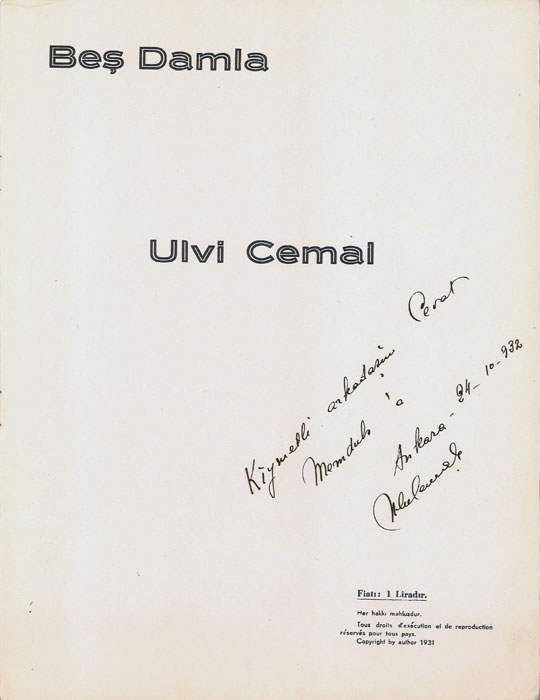 Beş Damla
Ulvi Cemal
Kıymetli arkadaşım Cevat
Memduh 'a
Ankara - 24-10-932
Fiatı: 1 Liradır.
Her hakkı mahfuzdur.
Tous droits d'exécution et de reproduction
réservés pour tous pays.
Copyright by author 1931